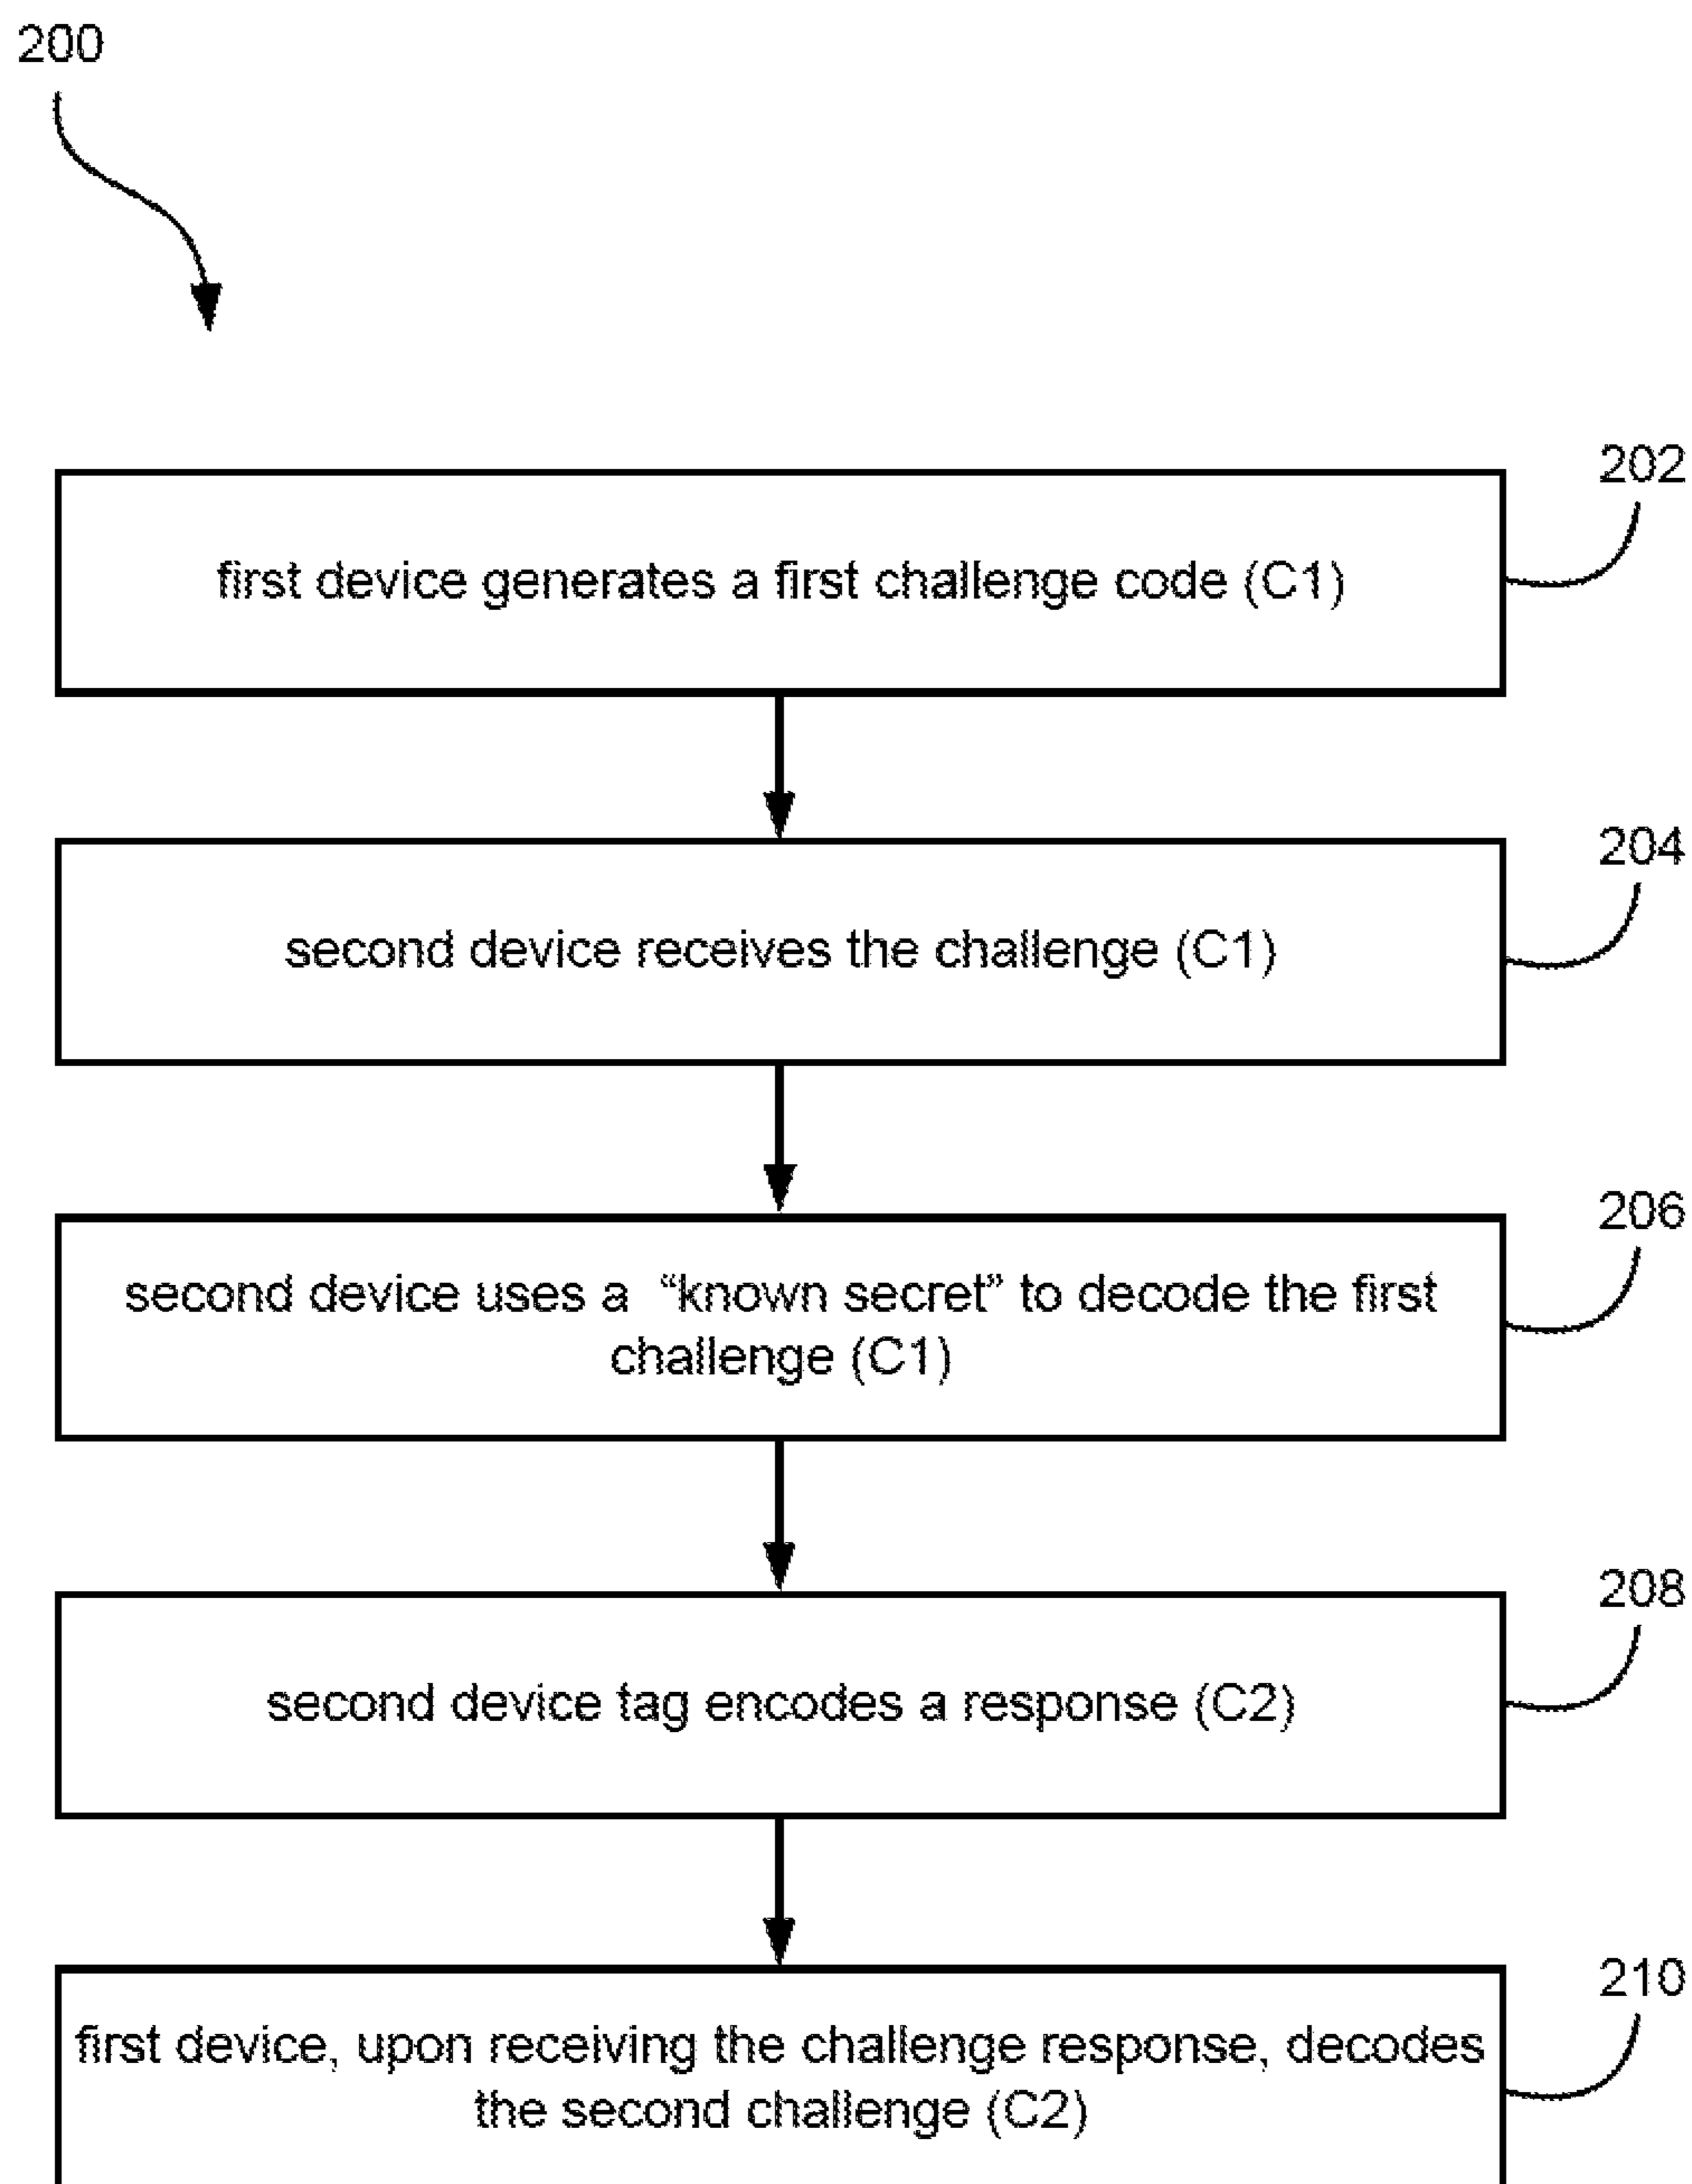 200
202
first device generates a first challenge code (C1)
204
second device receives the challenge (C1)
206
second device uses a “known secret” to decode the first
challenge (C1)
208
second device tag encodes a response (C2)
210
first device, upon receiving the challenge response, decodes
the second challenge (C2)